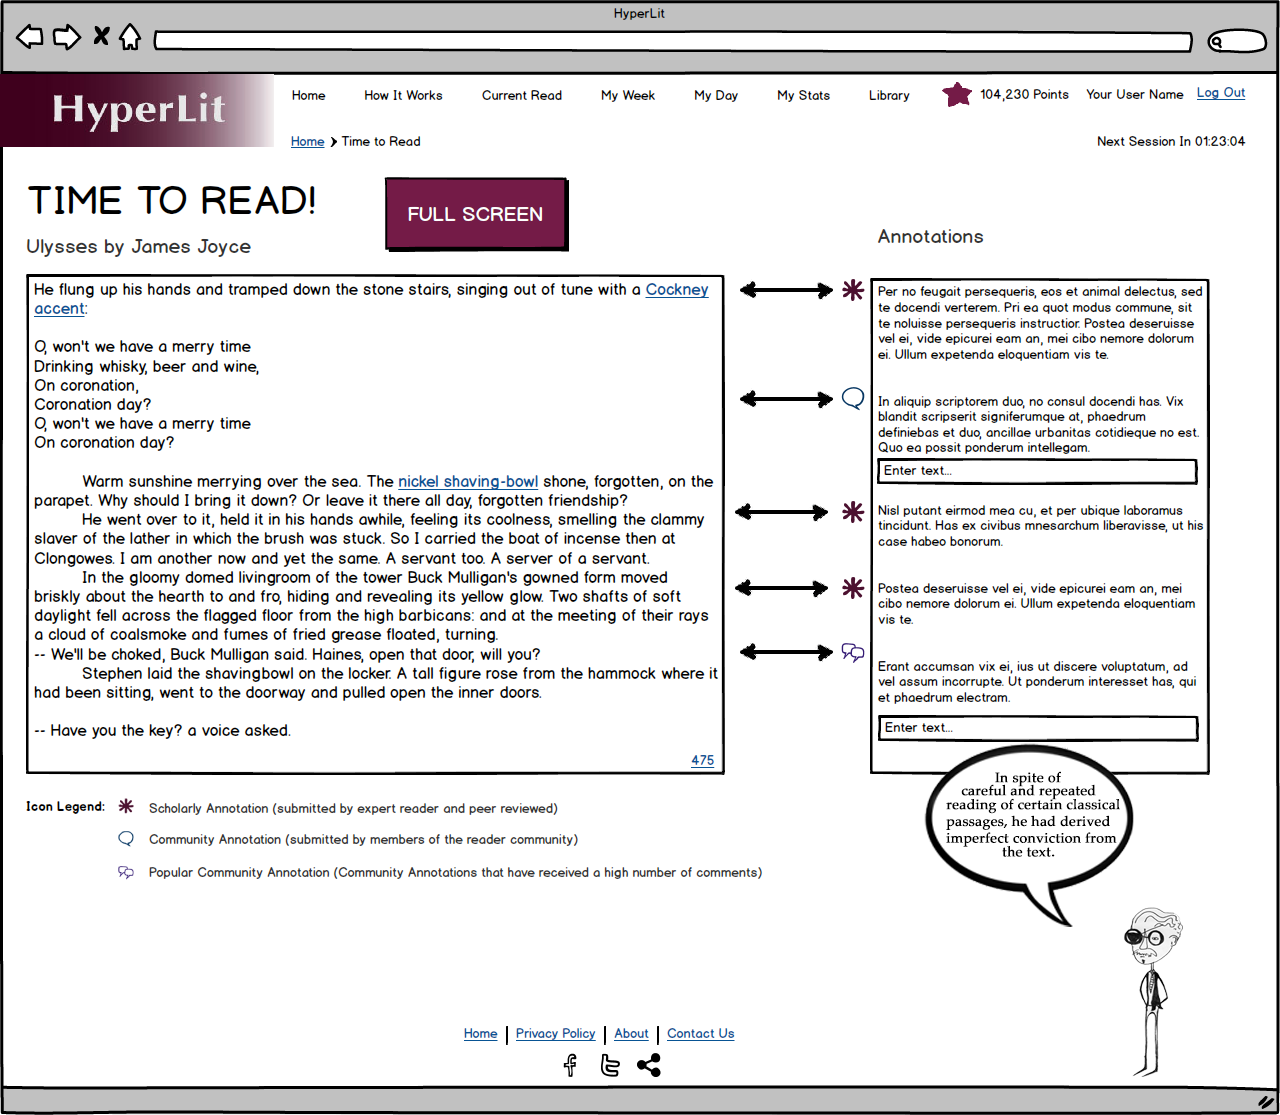 HyperLit
HyperLit
Home How It Works Current Read My Week My Day My Stats Library 104,230 Points Your User Name Log Out
Home Time to Read Next Session In 01:23:04
TIME TO READ!
FULL SCREEN
Ulysses by James Joyce
He flung up his hands and tramped down the stone stairs, singing out of tune with a Cockney
accent:
O, won't we have a merry time
Drinking whisky, beer and wine,
On coronation,
Coronation day?
O, won't we have a merry time
On coronation day?
Warm sunshine merrying over the sea. The nickel shaving-bowl shone, forgotten, on the
parapet. Why should I bring it down? Or leave it there all day, forgotten friendship?
He went over to it, held it in his hands awhile, feeling its coolness, smelling the clammy
slaver of the lather in which the brush was stuck. So I carried the boat of incense then at
Clongowes. I am another now and yet the same. A servant too. A server of a servant.
In the gloomy domed livingroom of the tower Buck Mulligan's gowned form moved
briskly about the hearth to and fro, hiding and revealing its yellow glow. Two shafts of soft
daylight fell across the flagged floor from the high barbicans: and at the meeting of their rays
a cloud of coalsmoke and fumes of fried grease floated, turning.
-- We'll be choked, Buck Mulligan said. Haines, open that door, will you?
Stephen laid the shavingbowl on the locker. A tall figure rose from the hammock where it
had been sitting, went to the doorway and pulled open the inner doors.
-- Have you the key? a voice asked.
475
Annotations
Per no feugait persequeris, eos et animal delectus, sed
te docendi verterem. Pri ea quot modus commune, sit
te noluisse persequeris instructior. Postea deseruisse
vel ei, vide epicurei eam an, mei cibo nemore dolorum
ei. Ullum expetenda eloquentiam vis te.
In aliquip scriptorem duo, no consul docendi has. Vix
blandit scripserit signiferumque at, phaedrum
definiebas et duo, ancillae urbanitas cotidieque no est.
Quo ea possit ponderum intellegam.
Enter text...
Nisl putant eirmod mea cu, et per ubique laboramus
tincidunt. Has ex civibus mnesarchum liberavisse, ut his
case habeo bonorum.
Postea deseruisse vel ei, vide epicurei eam an, mei
cibo nemore dolorum ei. Ullum expetenda eloquentiam
vis te.
Erant accumsan vix ei, ius ut discere voluptatum, ad
vel assum incorrupte. Ut ponderum interesset has, qui
et phaedrum electram.
Enter text...
In spite of
careful and repeated
reading of certain classical
passages, he had derived
imperfect conviction from
the text.
Icon Legend: Scholarly Annotation (submitted by expert reader and peer reviewed)
Community Annotation (submitted by members of the reader community)
Popular Community Annotation (Community Annotations that have received a high number of comments)
Home Privacy Policy About Contact Us